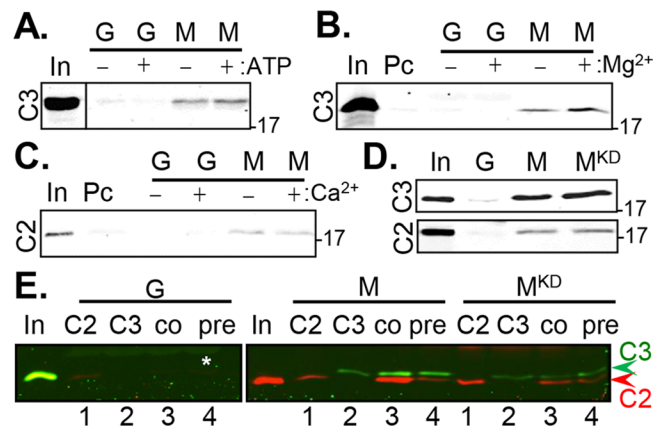 A.
G G M M
In – + – + :ATP
C3
-17
B.
G G M M
In Pc – + – + :Mg2+
C3
-17
C.
G G M M
In Pc – + – + :Ca2+
C2
-17
D.
In G M MKD
C3
-17
C2
-17
E.
G M MKD
In C2 C3 co pre In C2 C3 co pre C2 C3 co pre
*
C3
C2
1 2 3 4 1 2 3 4 1 2 3 4